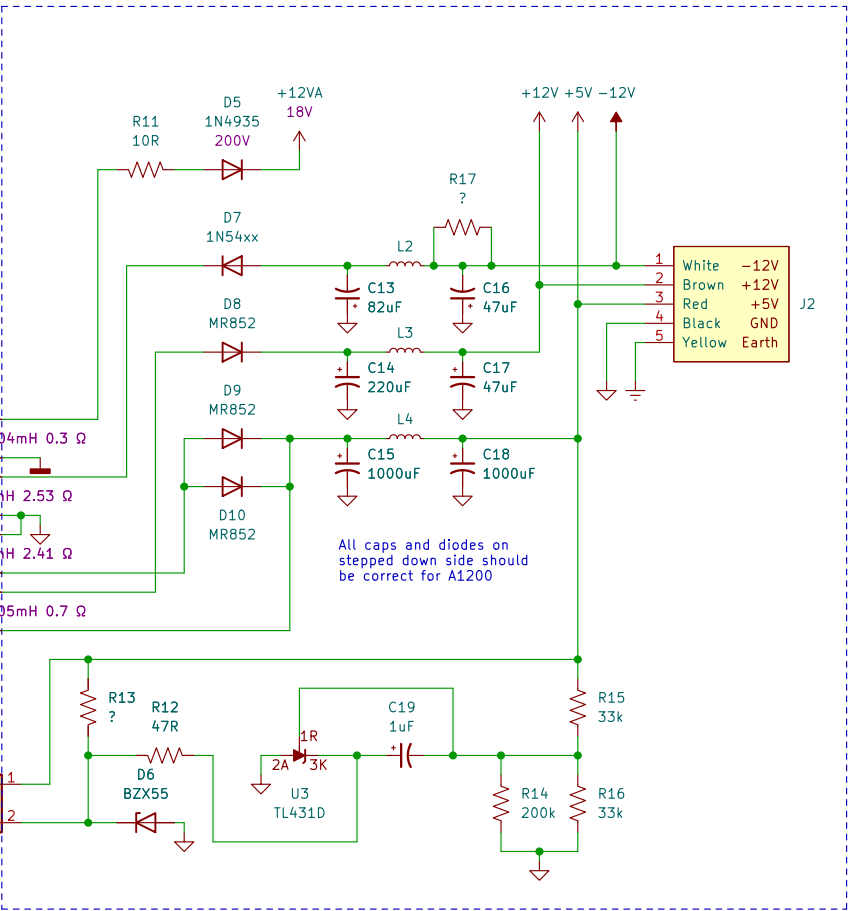 +12VA
18V
D5
1N4935
200V
R11
10R
+12V +5V -12V
R17
?
D7
1N54xx
L2
C13
82uF
C16
47uF
1 White -12V
2 Brown +12V
3 Red +5V
4 Black GND
5 Yellow Earth
J2
D8
MR852
L3
C14
220uF
C17
47uF
D9
MR852
L4
C15
1000uF
C18
1000uF
D10
MR852
04mH 0.3 Ω
H 2.53 Ω
H 2.41 Ω
05mH 0.7 Ω
All caps and diodes on
stepped down side should
be correct for A1200
R13
?
R12
47R
D6
BZX55
1
2
1R
2A
3K
U3
TL431D
C19
1uF
R15
33k
R14
200k
R16
33k